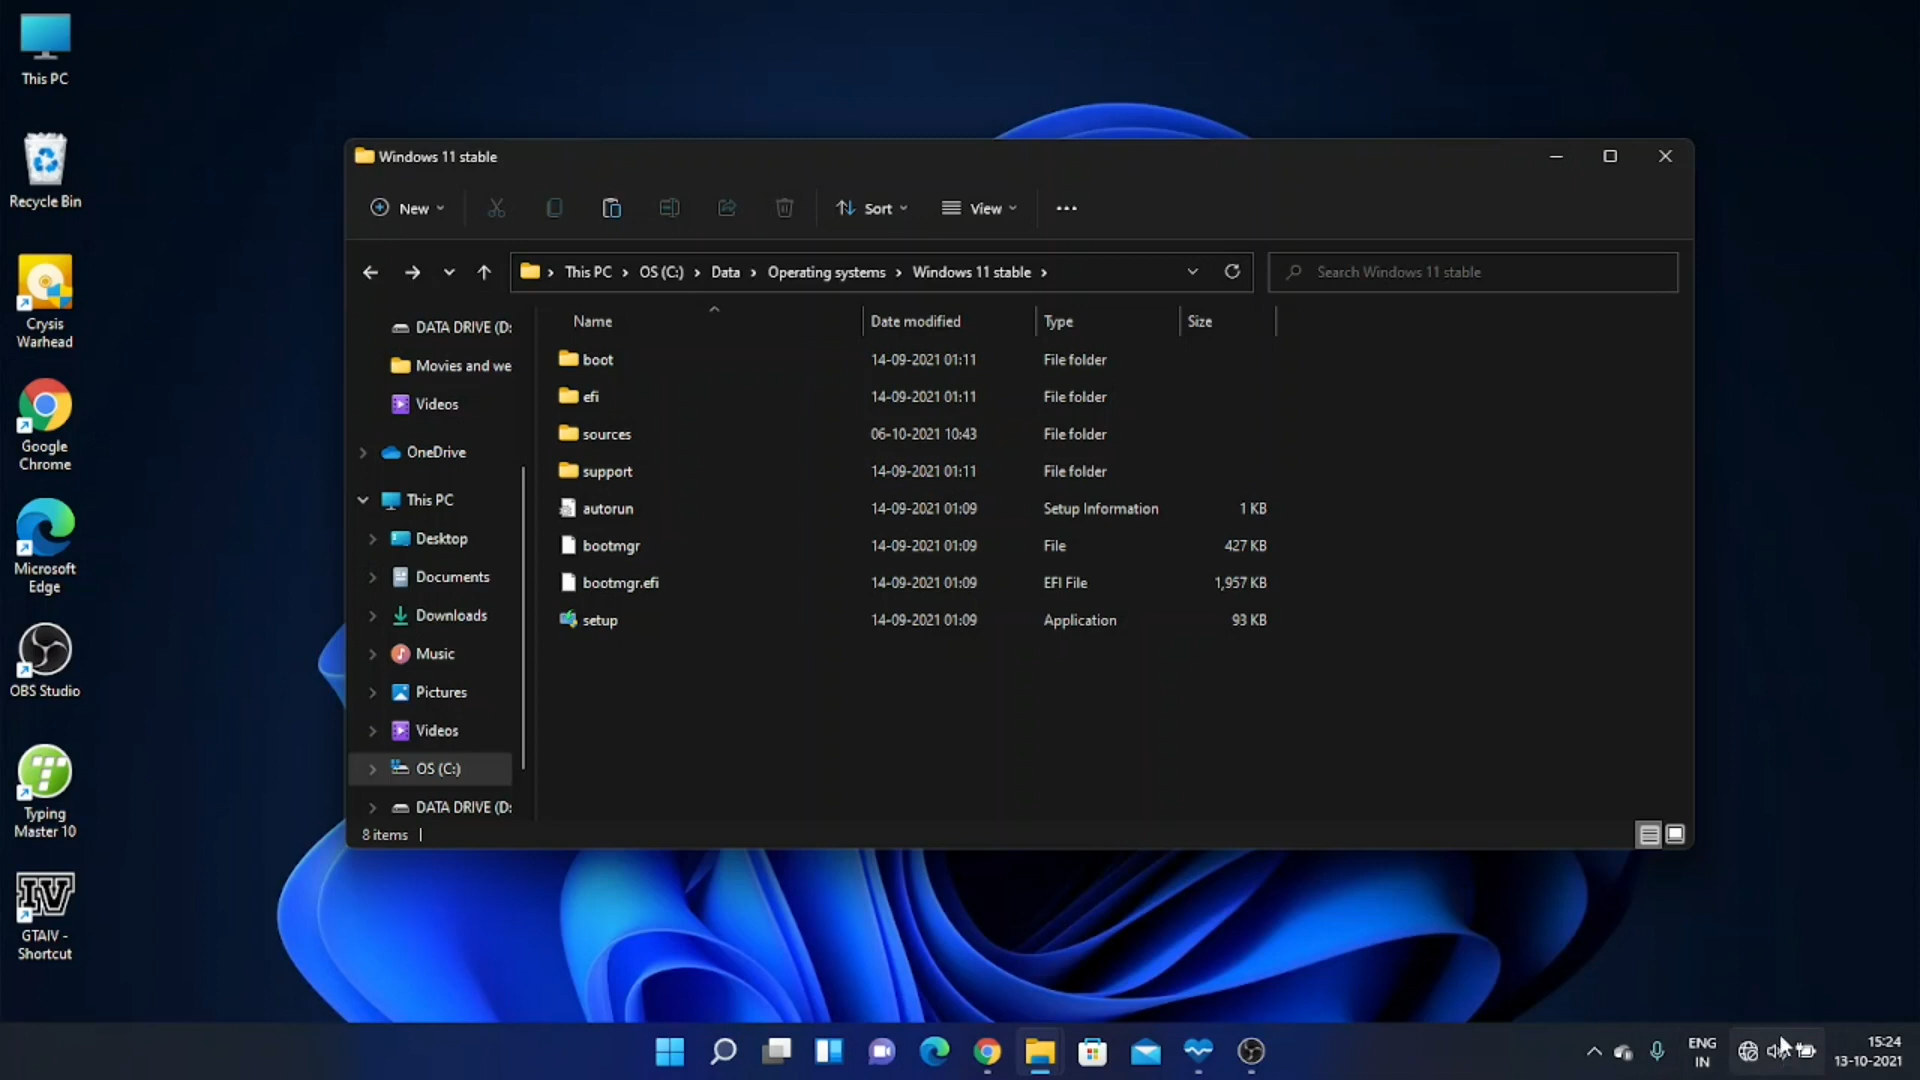 This PC
Recycle Bin
Crysis
Warhead
Google
Chrome
Microsoft
Edge
OBS Studio
Typing
Master 10
GTAIV -
Shortcut
Windows 11 stable
New
Sort
View
This PC > OS (C:) > Data > Operating systems > Windows 11 stable >
Search Windows 11 stable
DATA DRIVE (D:
Movies and we
Videos
OneDrive
This PC
Desktop
Documents
Downloads
Music
Pictures
Videos
OS (C:)
DATA DRIVE (D:
Name Date modified Type Size
boot 14-09-2021 01:11 File folder
efi 14-09-2021 01:11 File folder
sources 06-10-2021 10:43 File folder
support 14-09-2021 01:11 File folder
autorun 14-09-2021 01:09 Setup Information 1 KB
bootmgr 14-09-2021 01:09 File 427 KB
bootmgr.efi 14-09-2021 01:09 EFI File 1,957 KB
setup 14-09-2021 01:09 Application 93 KB
8 items
ENG
IN
15:24
13-10-2021